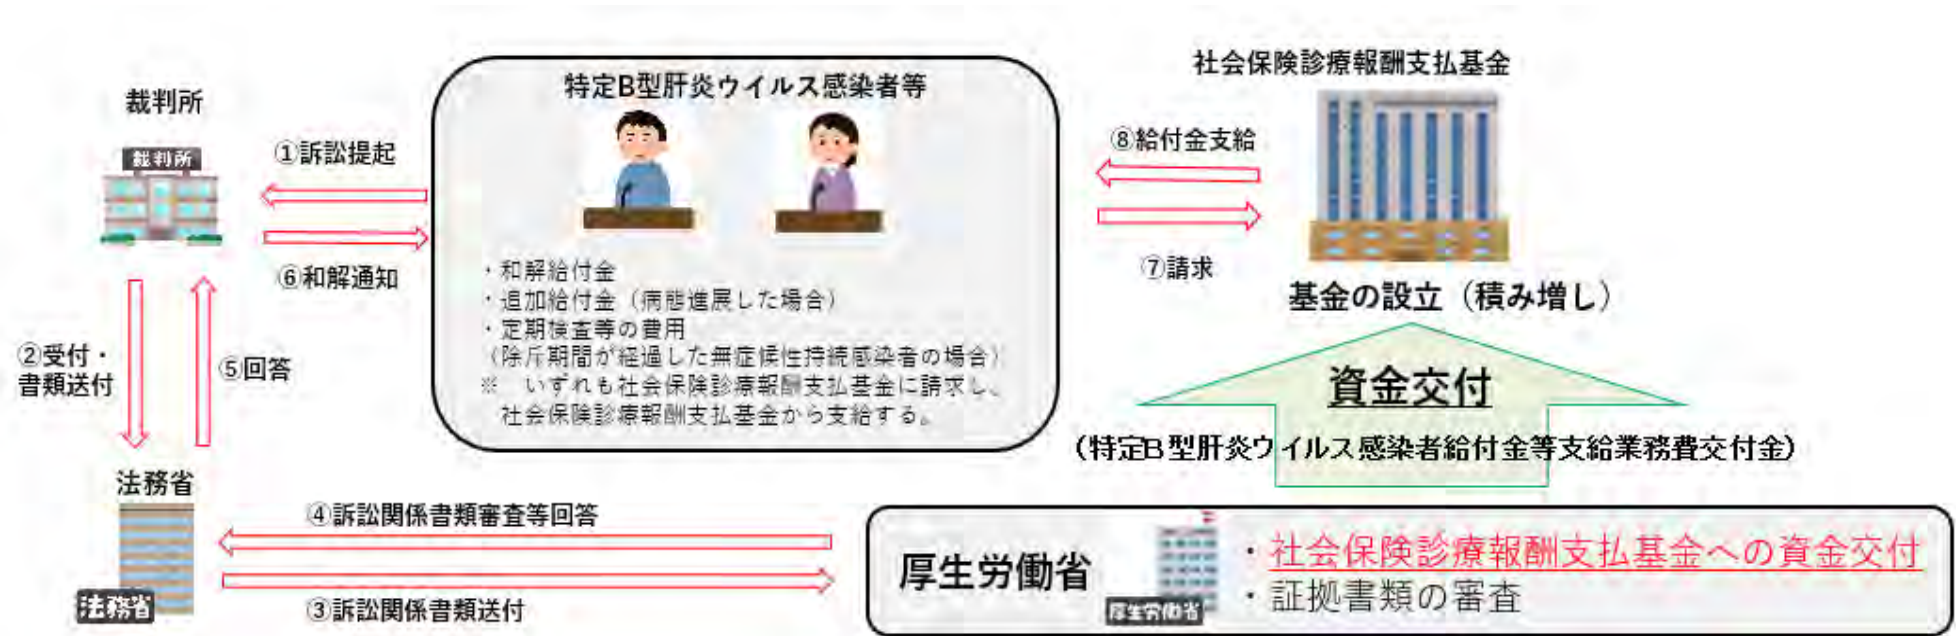 裁判所
裁判所
①訴訟提起
⑥和解通知
②受付・
書類送付
⑤回答
法務省
法務省
④訴訟関係書類審査等回答
③訴訟関係書類送付
特定B型肝炎ウイルス感染者等
・和解給付金
・追加給付金（病態進展した場合）
・定期検査等の費用
（除斥期間が経過した無症候性持続感染者の場合）
※　いずれも社会保険診療報酬支払基金に請求し、
社会保険診療報酬支払基金から支給する。
⑧給付金支給
⑦請求
社会保険診療報酬支払基金
基金の設立（積み増し）
資金交付
（特定B型肝炎ウイルス感染者給付金等支給業務費交付金）
厚生労働省
厚生労働省
・社会保険診療報酬支払基金への資金交付
・証拠書類の審査